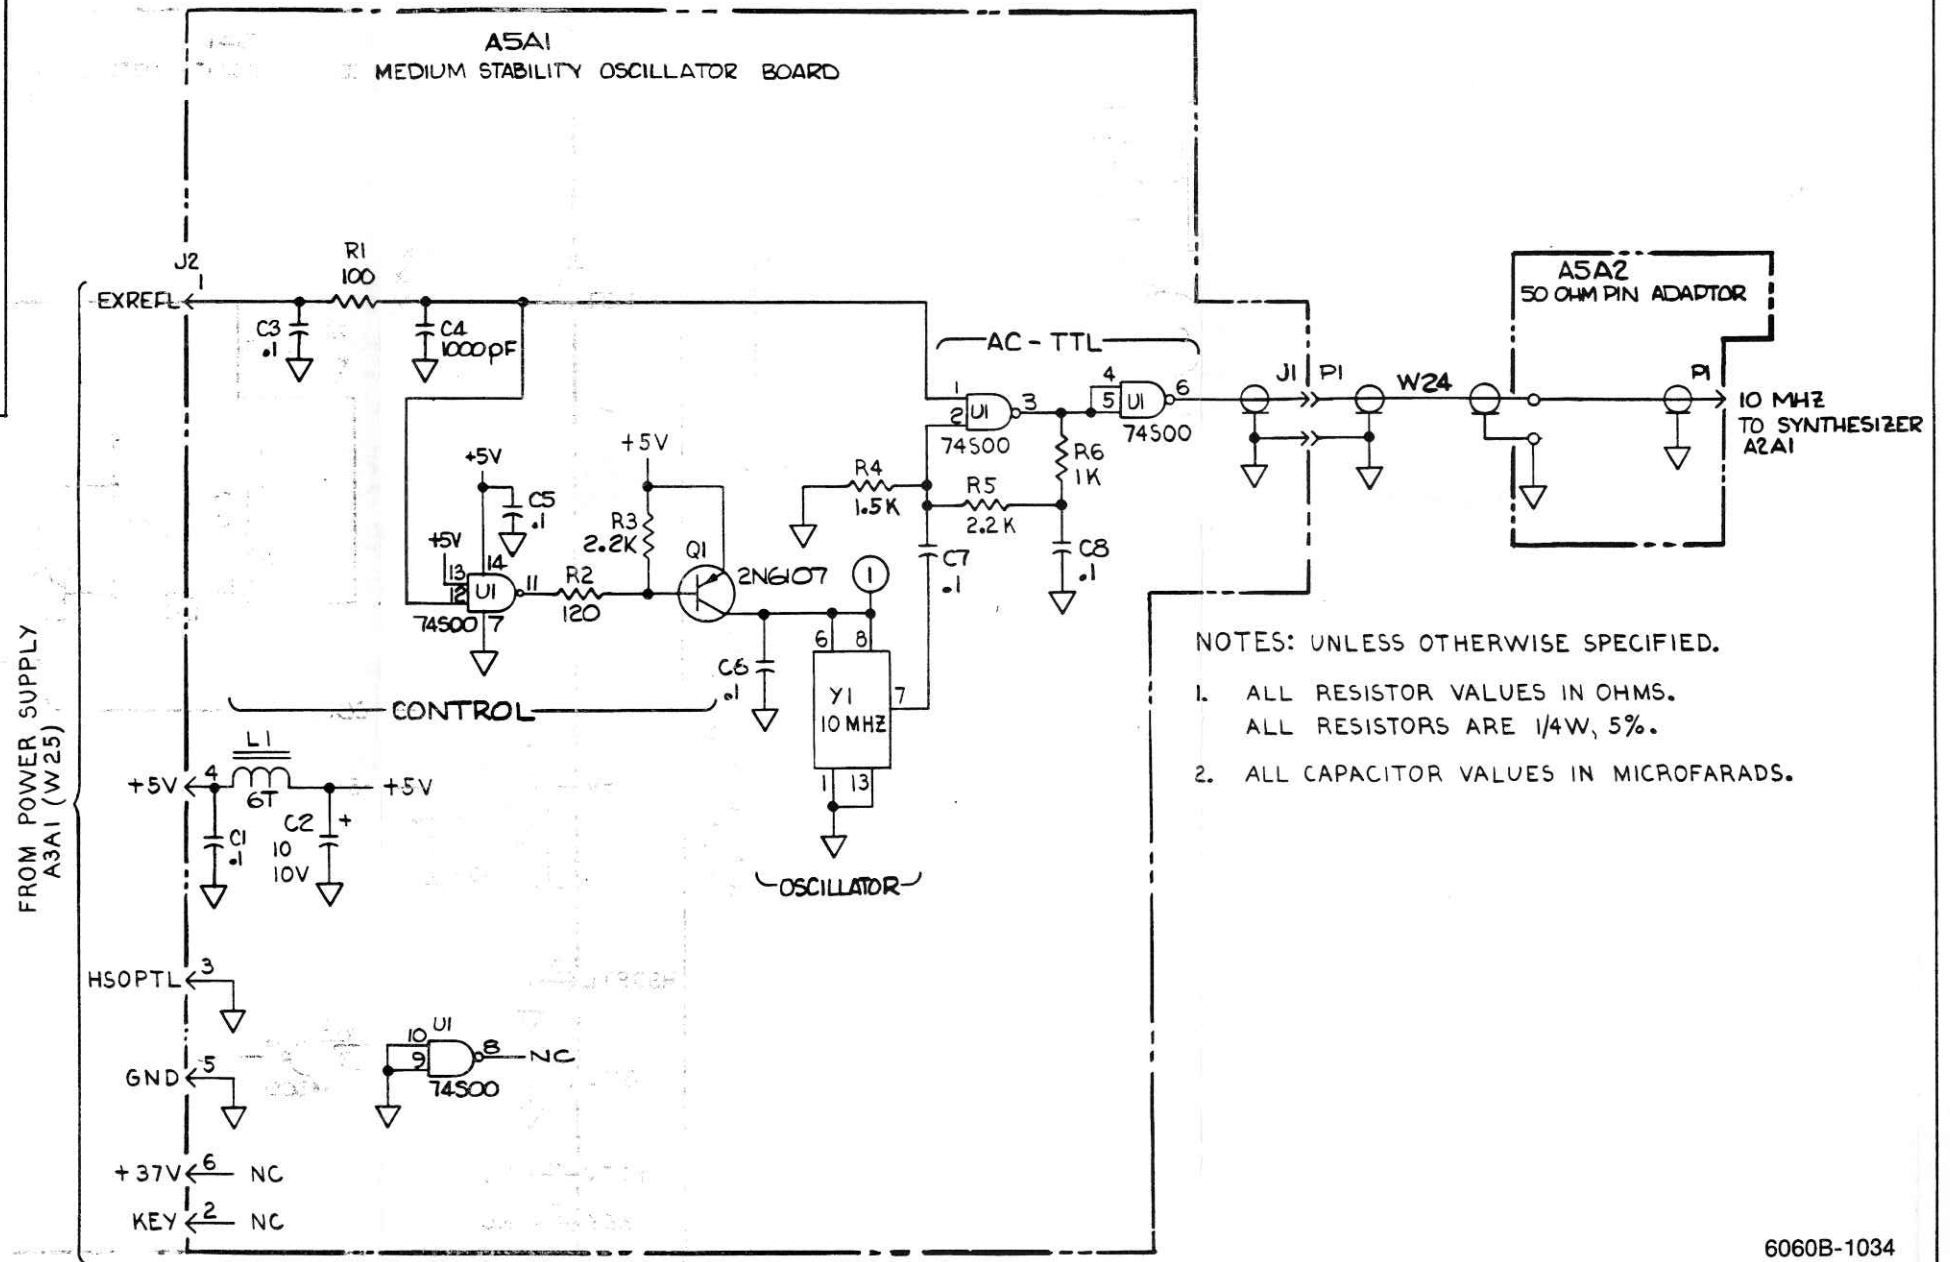 A5A1
MEDIUM STABILITY OSCILLATOR BOARD
J2
1
R1
100
EXREFL
C3
.1
C4
1000pF
A5A2
50 OHM PIN ADAPTOR
AC-TTL
1
2
U1
3
74S00
4
5
U1
6
74S00
J1
P1
W24
P1
10 MHZ
TO SYNTHESIZER
A2A1
+5V
C5
.1
+5V
13
12
14
U1
11
74S00
7
R2
120
+5V
R3
2.2K
Q1
2N6107
R4
1.5K
R5
2.2K
R6
1K
C7
.1
C8
.1
1
C6
.1
6
8
Y1
10 MHZ
7
1
13
CONTROL
OSCILLATOR
FROM POWER SUPPLY
A3A1 (W25)
+5V
4
L1
6T
+5V
C1
.1
C2
+
10
10V
HSOPTL
3
GND
5
10
9
U1
8
NC
74S00
+37V
6
NC
KEY
2
NC
NOTES: UNLESS OTHERWISE SPECIFIED.
1. ALL RESISTOR VALUES IN OHMS.
ALL RESISTORS ARE 1/4W, 5%.
2. ALL CAPACITOR VALUES IN MICROFARADS.
6060B-1034